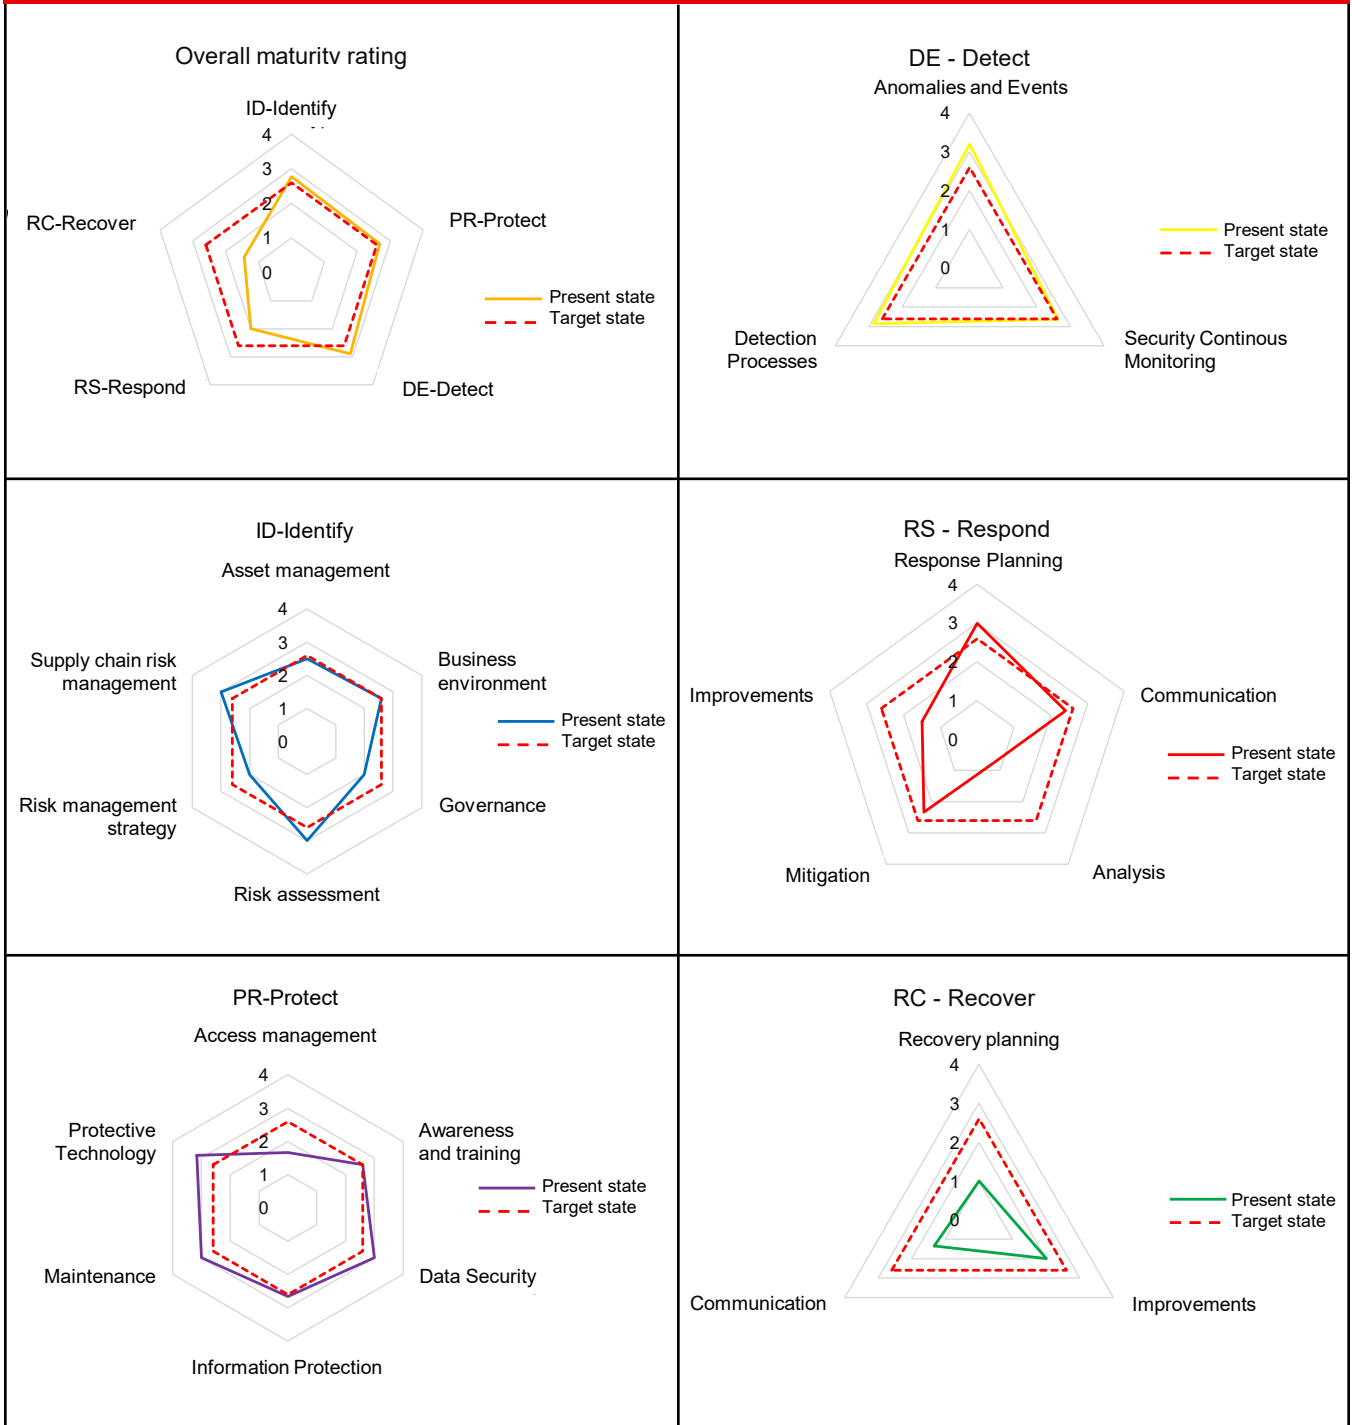 Overall maturity rating
ID-Identify
4
3
2
1
0
RC-Recover
PR-Protect
RS-Respond
DE-Detect
Present state
Target state
DE - Detect
Anomalies and Events
4
3
2
1
0
Detection
Processes
Security Continous
Monitoring
Present state
Target state
ID-Identify
Asset management
4
3
2
1
0
Supply chain risk
management
Business
environment
Risk management
strategy
Governance
Risk assessment
Present state
Target state
RS - Respond
Response Planning
4
3
2
1
0
Improvements
Communication
Mitigation
Analysis
Present state
Target state
PR-Protect
Access management
4
3
2
1
0
Protective
Technology
Awareness
and training
Maintenance
Data Security
Information Protection
Present state
Target state
RC - Recover
Recovery planning
4
3
2
1
0
Communication
Improvements
Present state
Target state